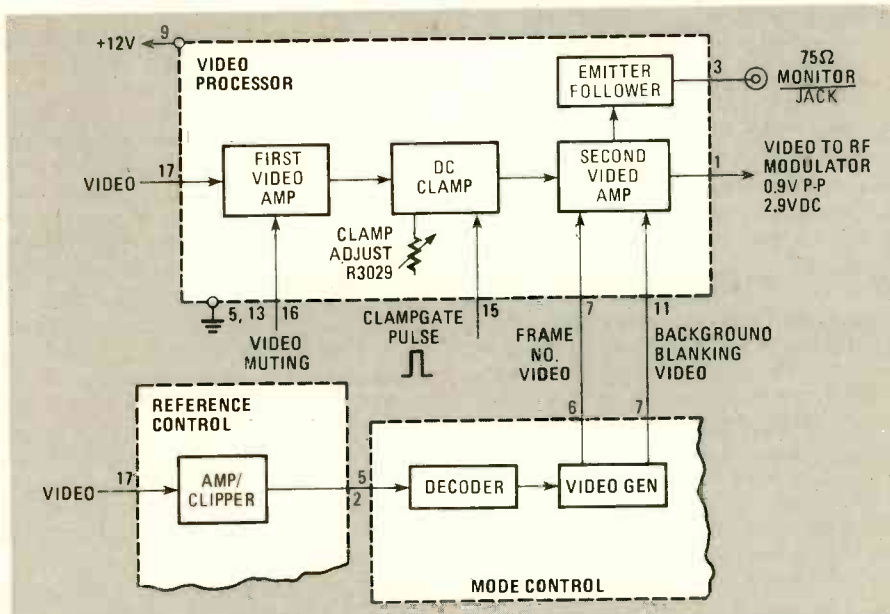 +12V
9
VIDEO
PROCESSOR
EMITTER
FOLLOWER
3
75Ω
MONITOR
JACK
VIDEO
17
FIRST
VIDEO
AMP
DC
CLAMP
SECOND
VIDEO
AMP
1
VIDEO TO RF
MODULATOR
0.9V P-P
2.9VDC
CLAMP
ADJUST
R3029
5, 13
16
15
7
11
VIDEO
MUTING
CLAMPGATE
PULSE
FRAME
NO.
VIDEO
BACKGROUND
BLANKING
VIDEO
REFERENCE
CONTROL
6
7
VIDEO
17
AMP/
CLIPPER
5
2
DECODER
VIDEO GEN
MODE CONTROL